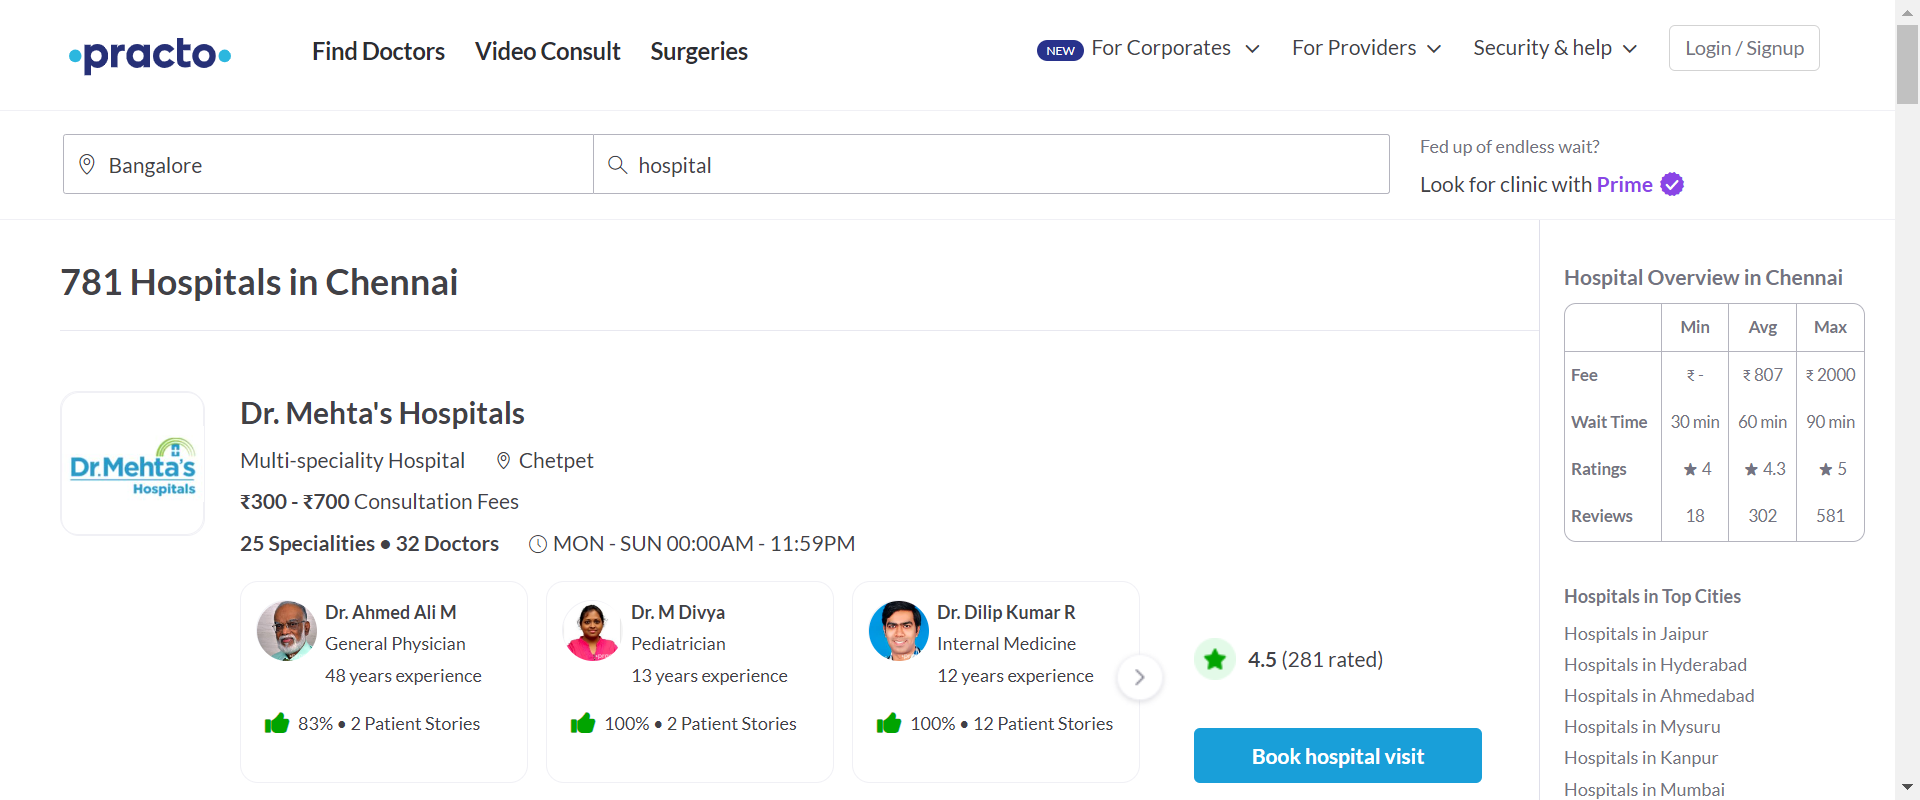 practo
Find Doctors
Video Consult
Surgeries
NEW For Corporates
For Providers
Security & help
Login / Signup
Bangalore
hospital
Fed up of endless wait?
Look for clinic with Prime
781 Hospitals in Chennai
Dr.Mehta's
Hospitals
Dr. Mehta's Hospitals
Multi-speciality Hospital
Chetpet
₹300 - ₹700 Consultation Fees
25 Specialities • 32 Doctors
MON - SUN 00:00AM - 11:59PM
Dr. Ahmed Ali M
General Physician
48 years experience
83% • 2 Patient Stories
Dr. M Divya
Pediatrician
13 years experience
100% • 2 Patient Stories
Dr. Dilip Kumar R
Internal Medicine
12 years experience
100% • 12 Patient Stories
4.5 (281 rated)
Book hospital visit
Hospital Overview in Chennai
Min Avg Max
Fee ₹ - ₹ 807 ₹ 2000
Wait Time 30 min 60 min 90 min
Ratings ★ 4 ★ 4.3 ★ 5
Reviews 18 302 581
Hospitals in Top Cities
Hospitals in Jaipur
Hospitals in Hyderabad
Hospitals in Ahmedabad
Hospitals in Mysuru
Hospitals in Kanpur
Hospitals in Mumbai